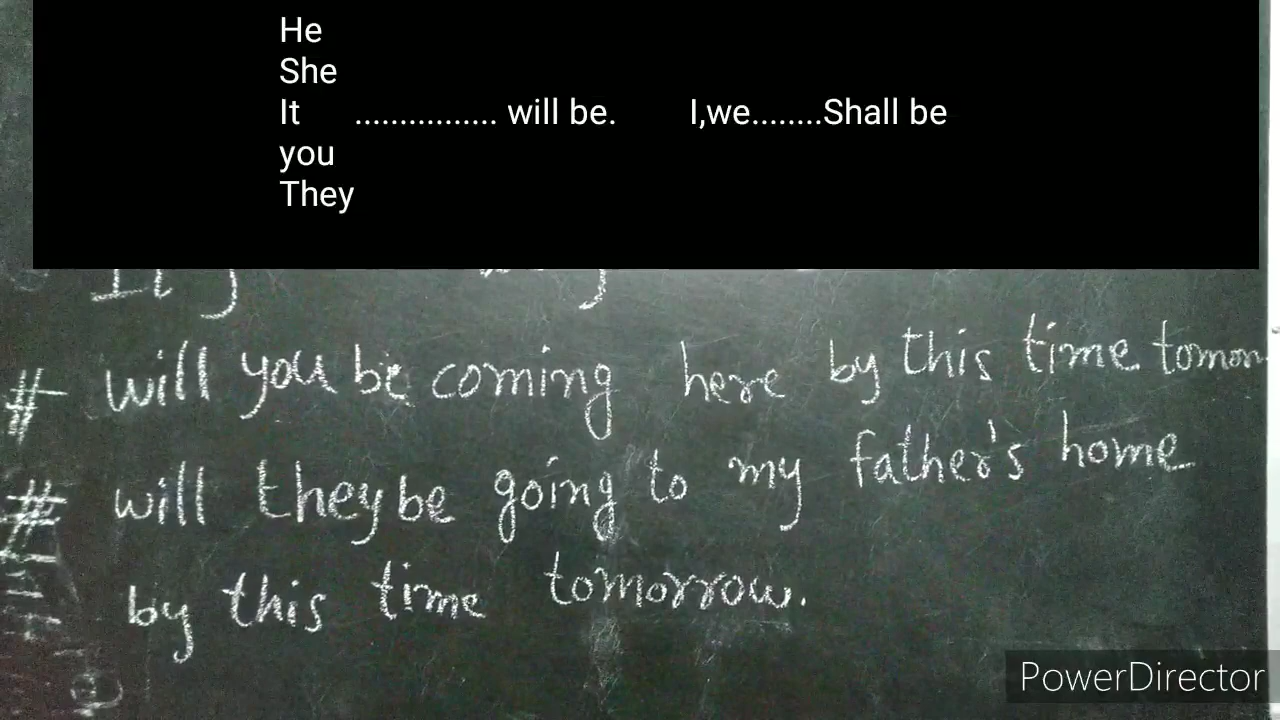 He
She
It ................ will be. I,we........Shall be
you
They
# will you be coming here by this time
# will they be going to my father's home
by this time tomorrow.
PowerDirector